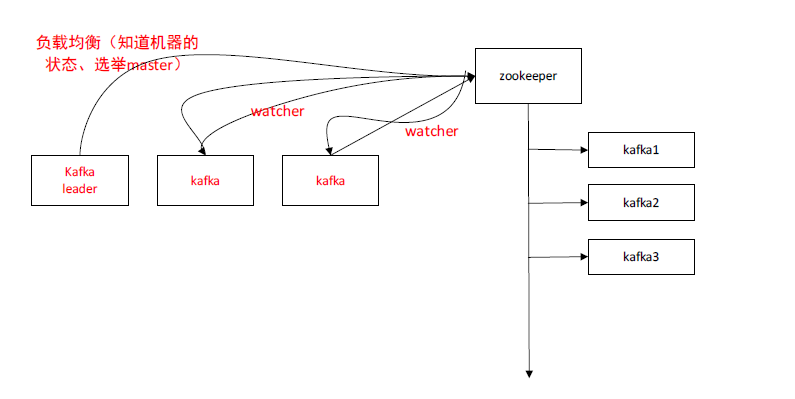 负载均衡（知道机器的
状态、选举master）
zookeeper
watcher
watcher
kafka1
Kafka
leader
kafka
kafka
kafka2
kafka3